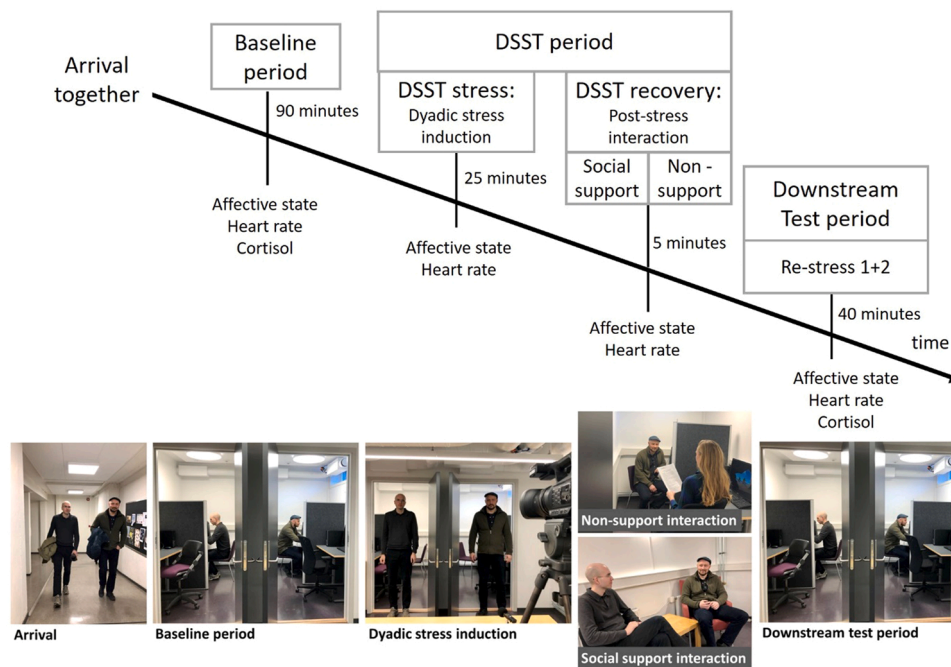 Arrival
together
Baseline
period
90 minutes
Affective state
Heart rate
Cortisol
DSST period
DSST stress:
Dyadic stress
induction
25 minutes
Affective state
Heart rate
DSST recovery:
Post-stress
interaction
Social
support
Non -
support
5 minutes
Affective state
Heart rate
Downstream
Test period
Re-stress 1+2
40 minutes
time
Affective state
Heart rate
Cortisol
Arrival
Baseline period
Dyadic stress induction
Non-support interaction
Social support interaction
Downstream test period